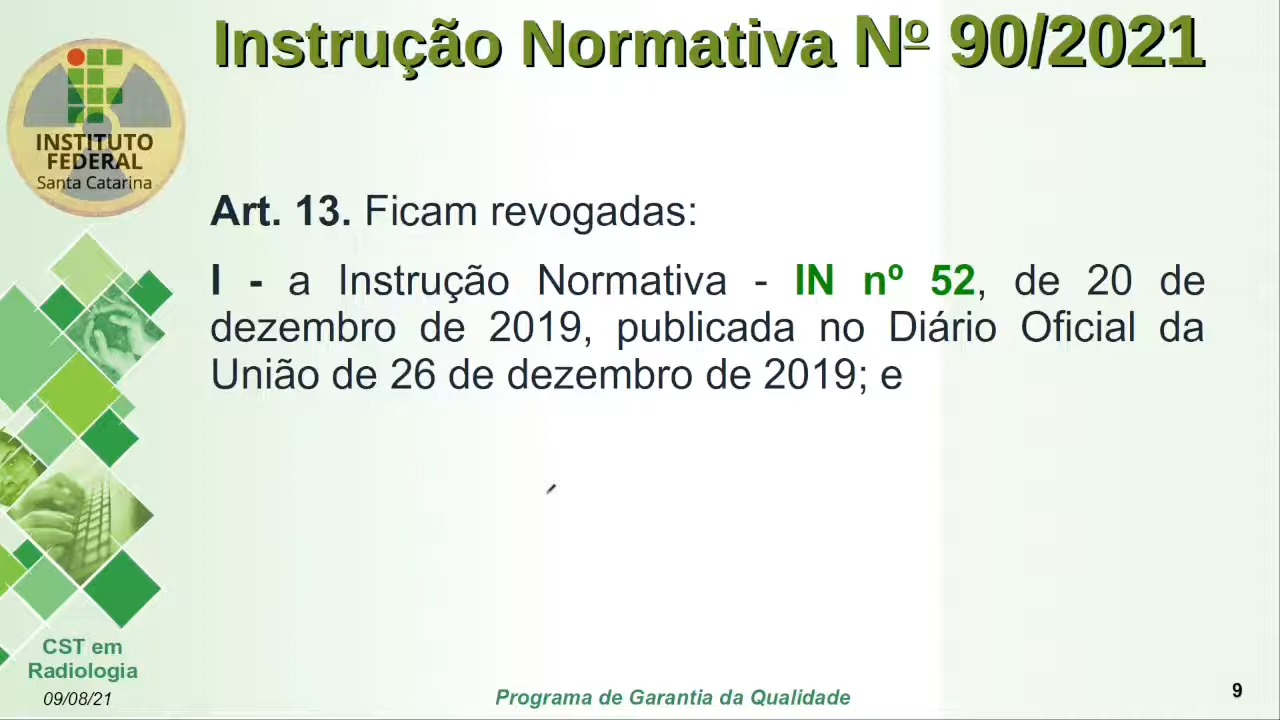 Instrução Normativa Nº 90/2021
INSTITUTO
FEDERAL
Santa Catarina
Art. 13. Ficam revogadas:
I - a Instrução Normativa - IN nº 52, de 20 de
dezembro de 2019, publicada no Diário Oficial da
União de 26 de dezembro de 2019; e
CST em
Radiologia
09/08/21
Programa de Garantia da Qualidade
9